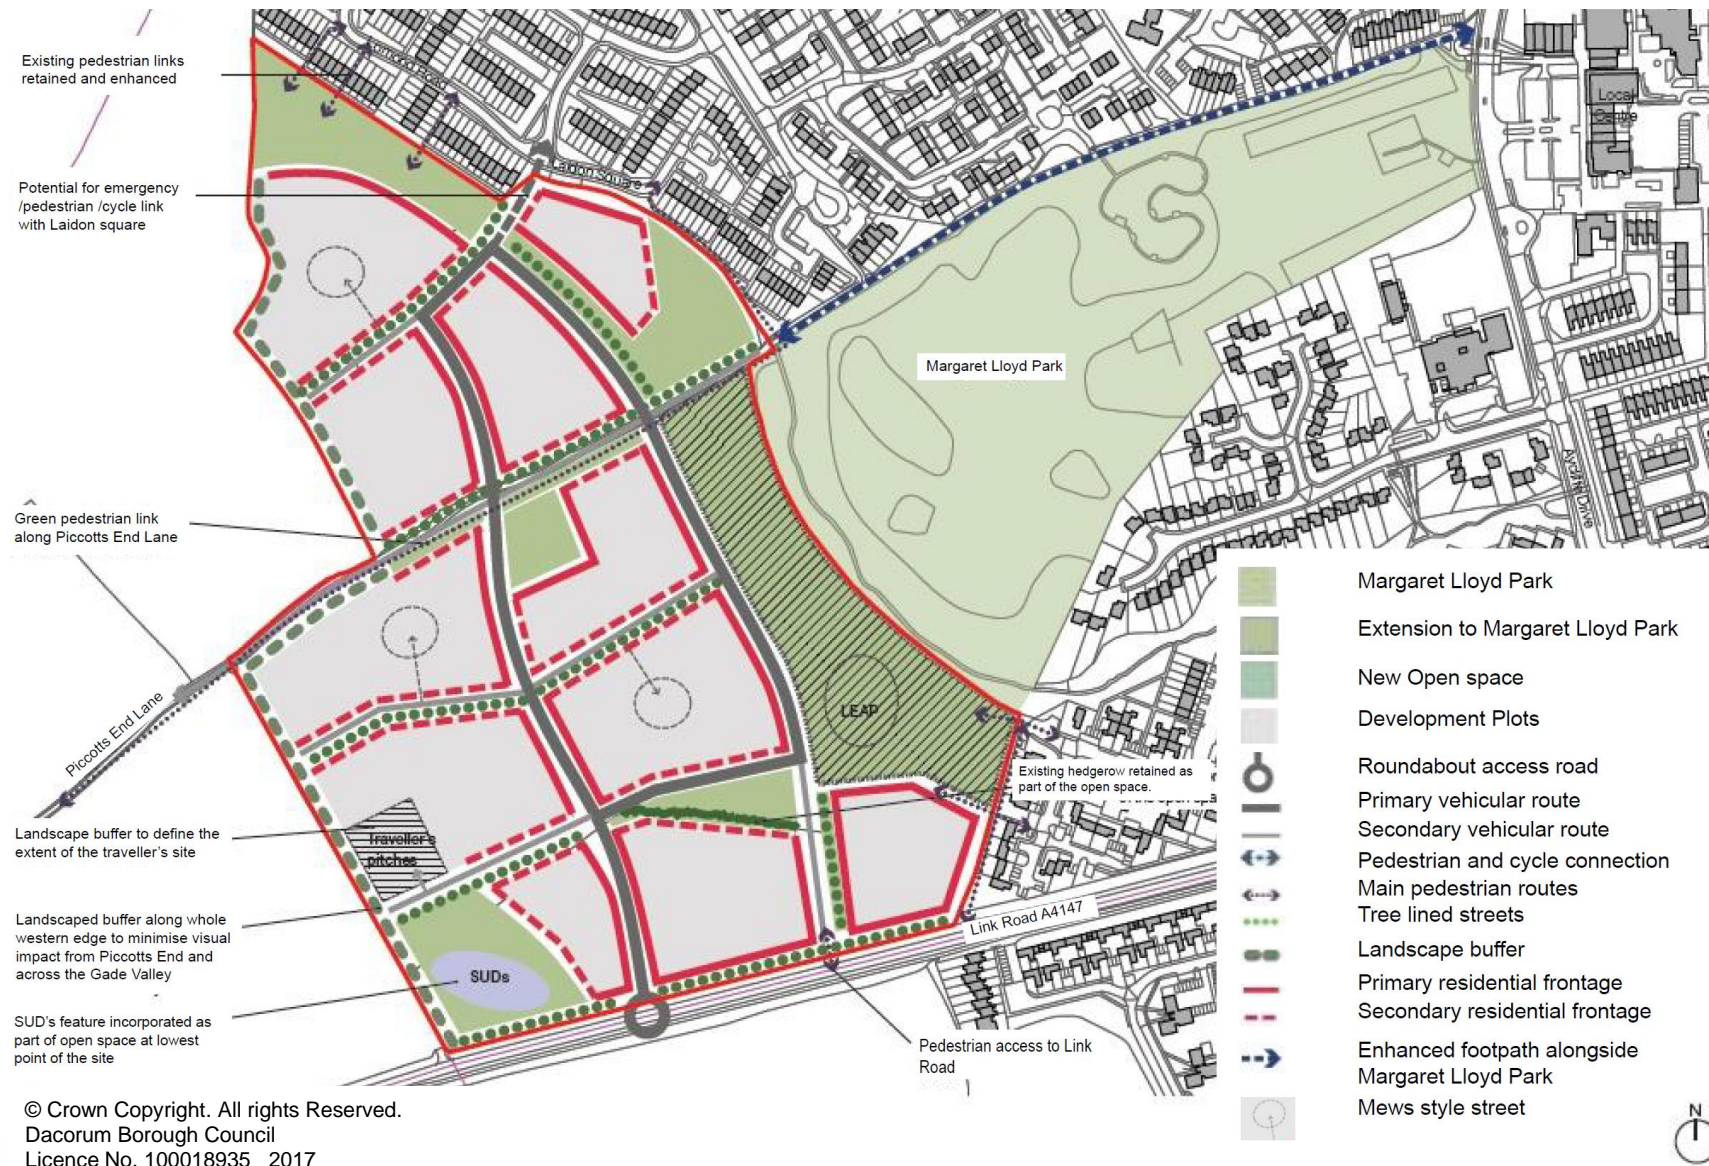 Existing pedestrian links
retained and enhanced
Potential for emergency
/pedestrian /cycle link
with Laidon square
Laidon Square
Local
Centre
Margaret Lloyd Park
Green pedestrian link
along Piccotts End Lane
Piccotts End Lane
LEAP
Existing hedgerow retained as
part of the open space.
Landscape buffer to define the
extent of the traveller's site
Traveller's
pitches
Landscaped buffer along whole
western edge to minimise visual
impact from Piccotts End and
across the Gade Valley
SUDs
SUD's feature incorporated as
part of open space at lowest
point of the site
Link Road A4147
Pedestrian access to Link
Road
Drive
Margaret Lloyd Park
Extension to Margaret Lloyd Park
New Open space
Development Plots
Roundabout access road
Primary vehicular route
Secondary vehicular route
Pedestrian and cycle connection
Main pedestrian routes
Tree lined streets
Landscape buffer
Primary residential frontage
Secondary residential frontage
Enhanced footpath alongside
Margaret Lloyd Park
Mews style street
N
© Crown Copyright. All rights Reserved.
Dacorum Borough Council
Licence No. 100018935 2017